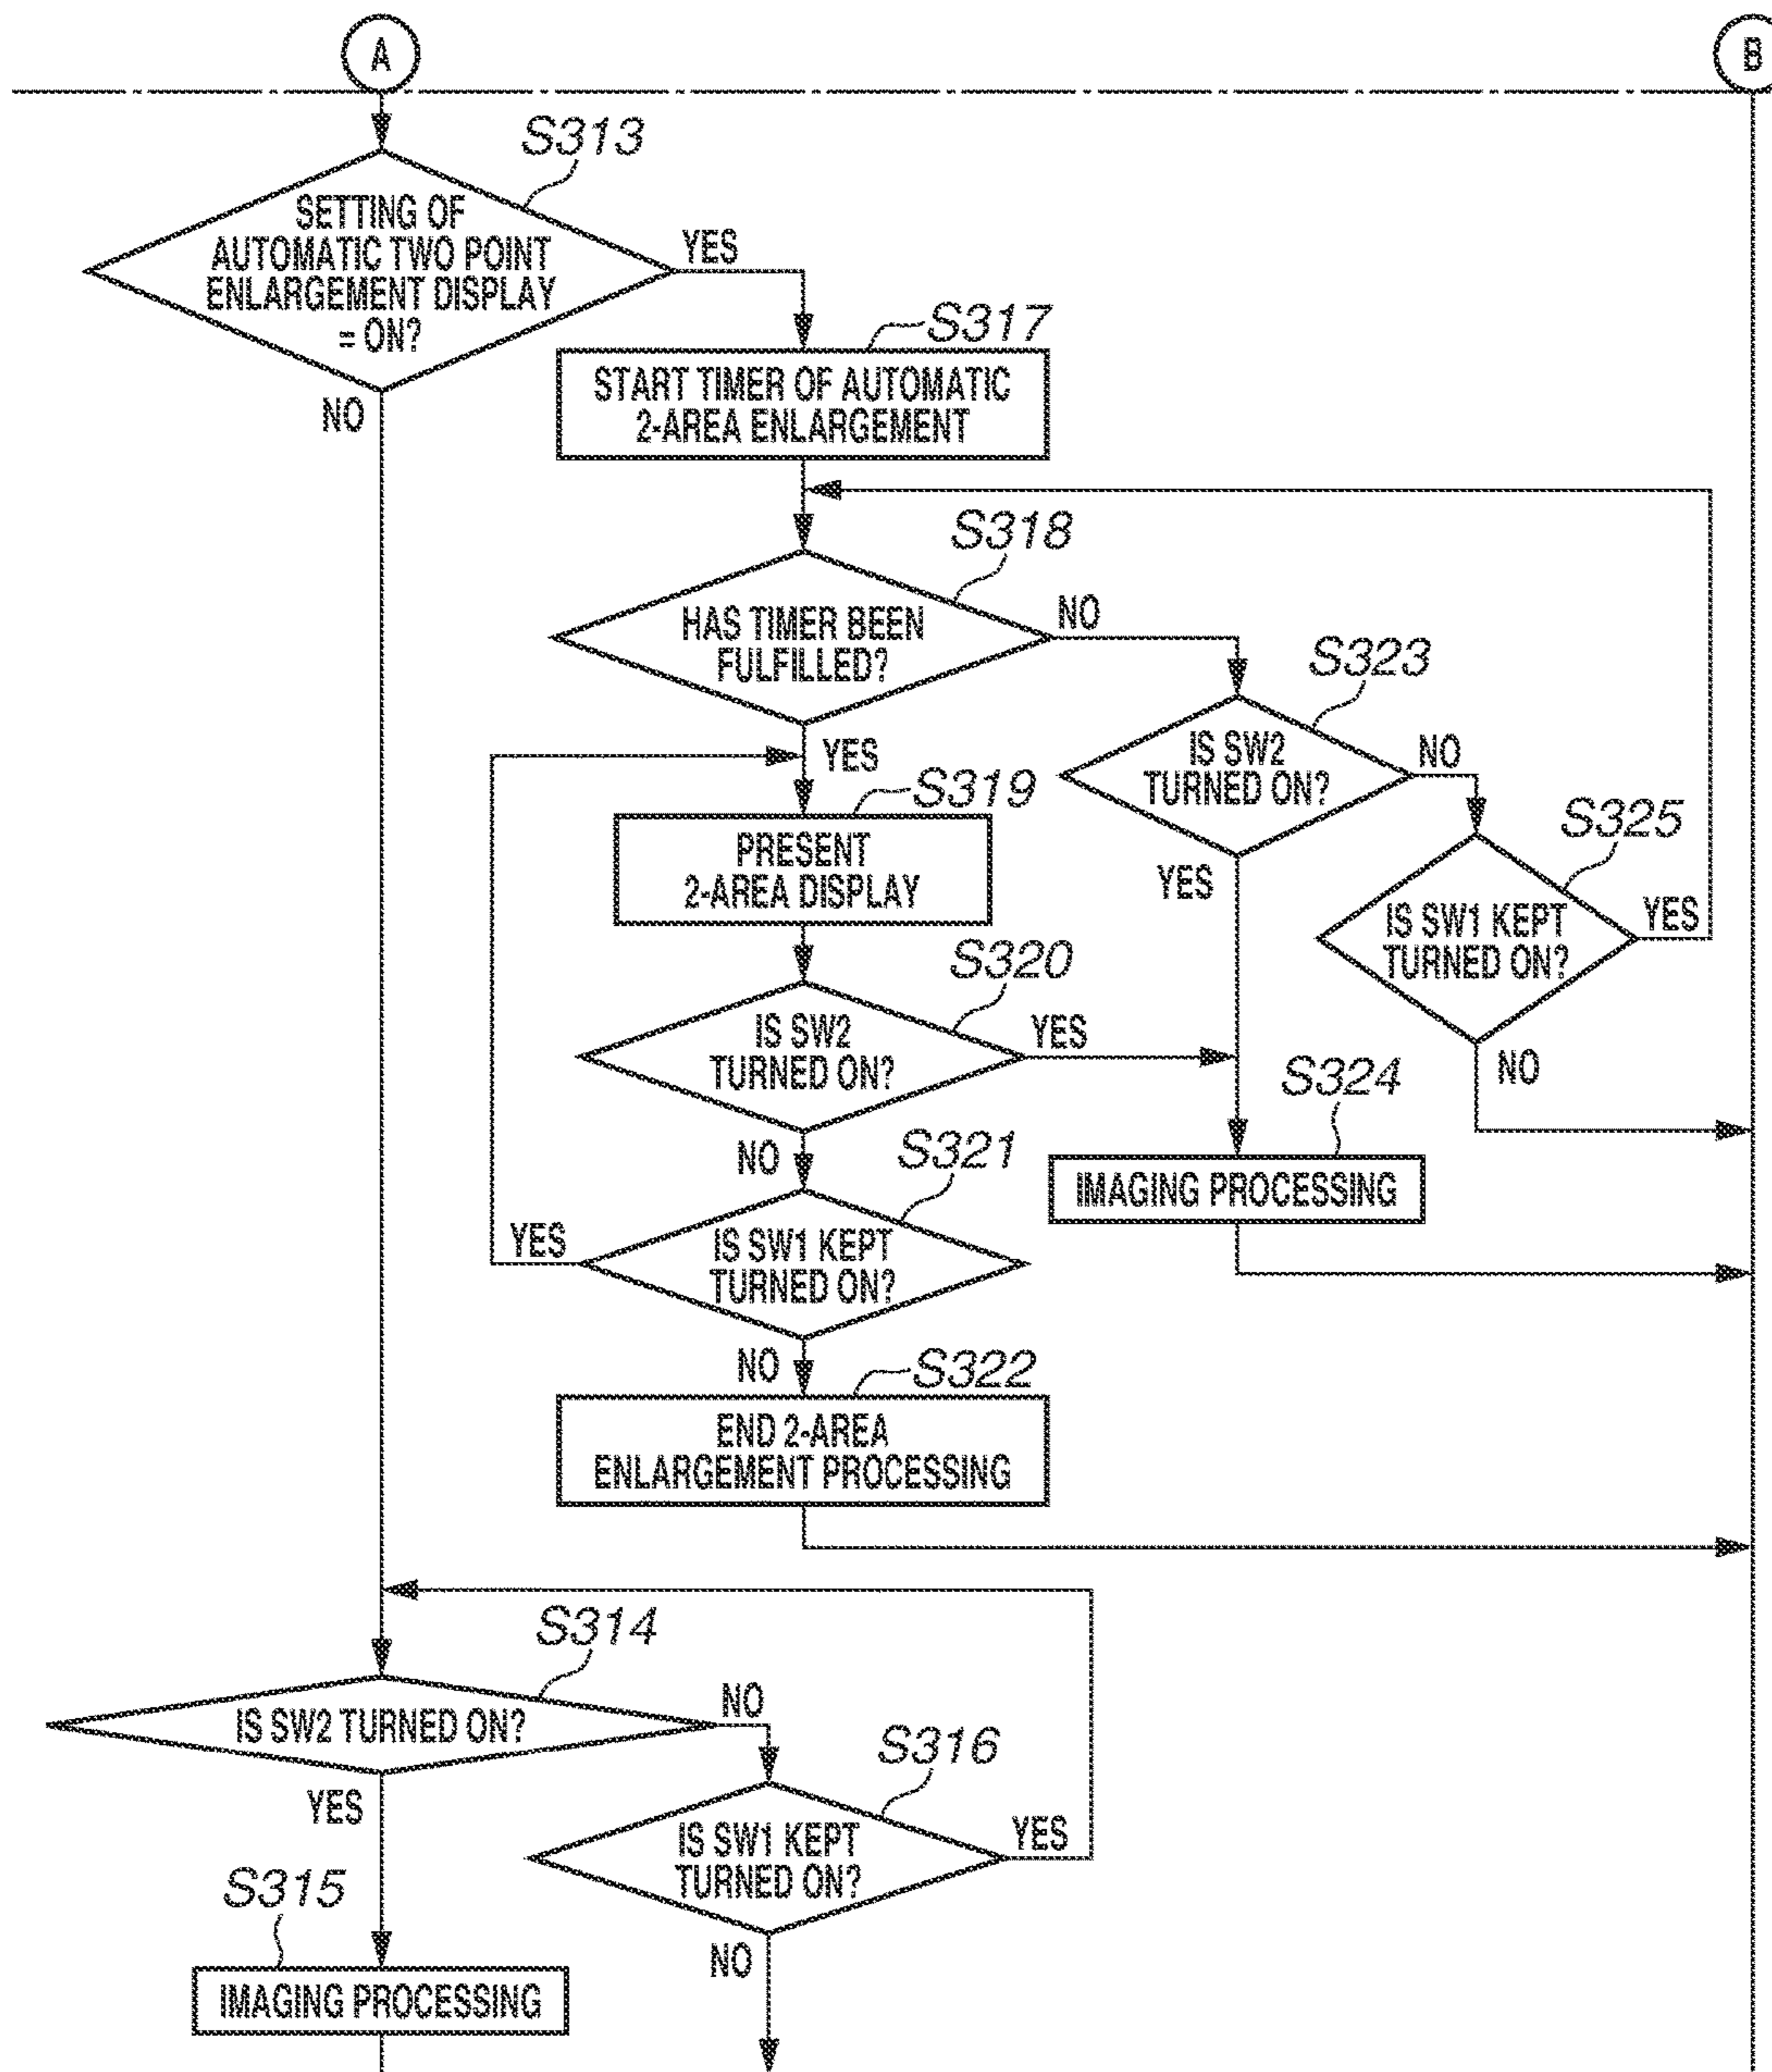 A
B
S313
SETTING OF
AUTOMATIC TWO POINT
ENLARGEMENT DISPLAY
= ON?
YES
NO
S317
START TIMER OF AUTOMATIC
2-AREA ENLARGEMENT
S318
HAS TIMER BEEN
FULFILLED?
NO
YES
S323
IS SW2
TURNED ON?
NO
YES
S325
IS SW1 KEPT
TURNED ON?
YES
NO
S319
PRESENT
2-AREA DISPLAY
S320
IS SW2
TURNED ON?
YES
NO
S324
IMAGING PROCESSING
S321
IS SW1 KEPT
TURNED ON?
YES
NO
S322
END 2-AREA
ENLARGEMENT PROCESSING
S314
IS SW2 TURNED ON?
NO
YES
S316
IS SW1 KEPT
TURNED ON?
YES
NO
S315
IMAGING PROCESSING